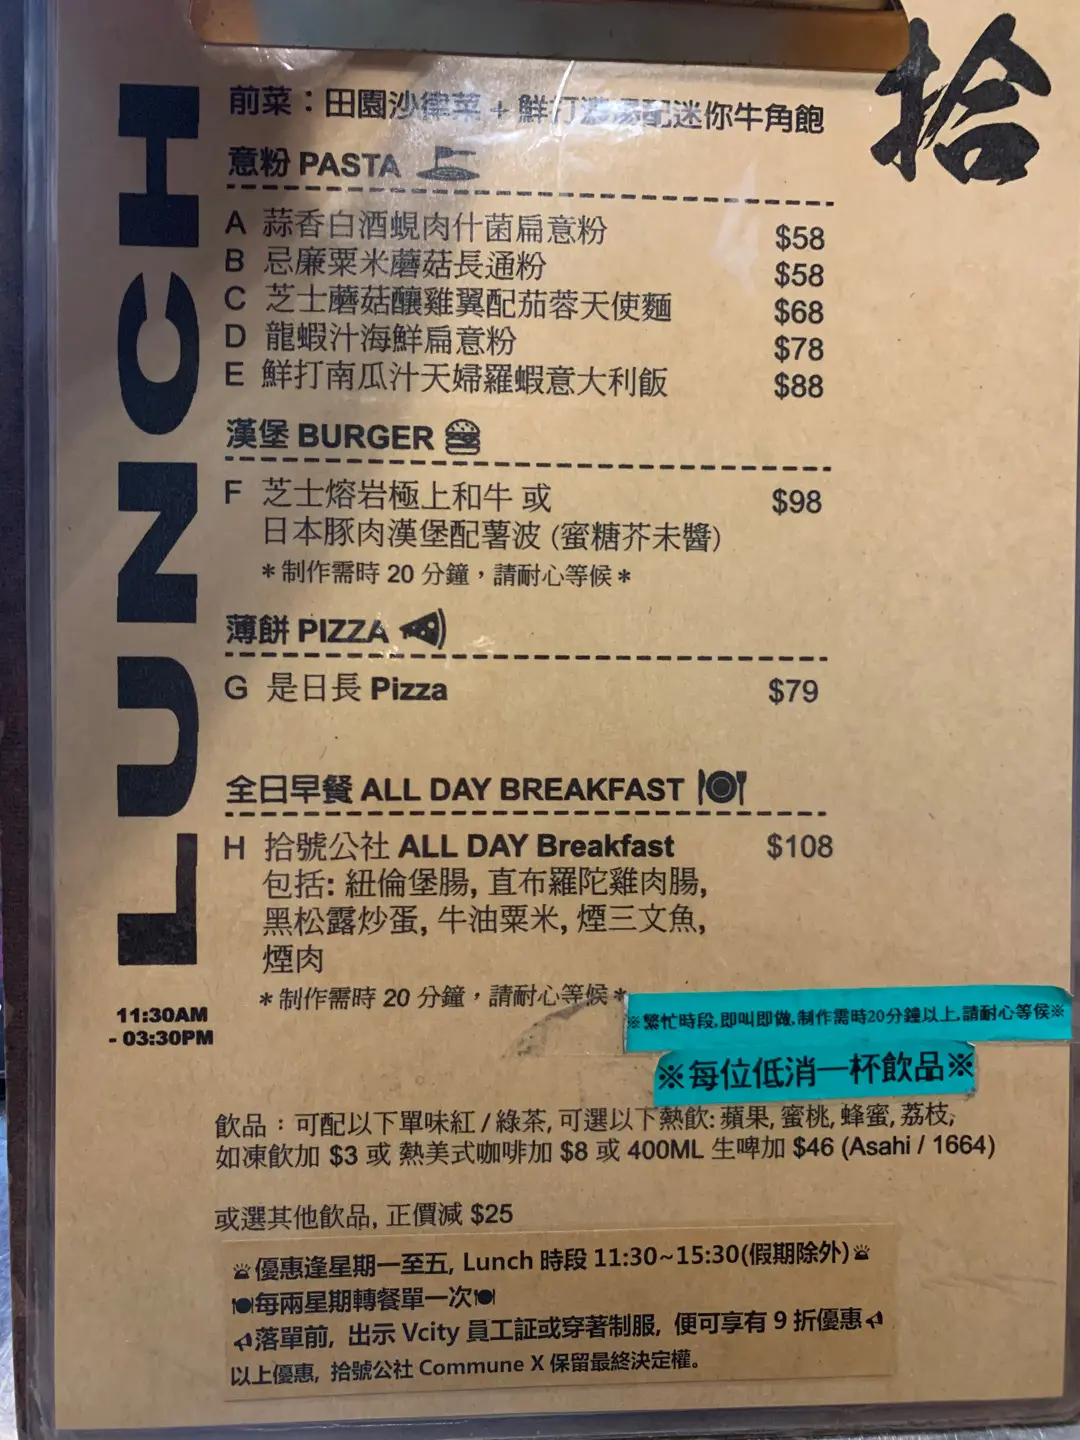 拾
LUNCH
11:30AM
- 03:30PM
前菜：田園沙律菜 + 鮮打濃湯配迷你牛角飽
意粉 PASTA
A 蒜香白酒蜆肉什菌扁意粉 $58
B 忌廉粟米蘑菇長通粉 $58
C 芝士蘑菇釀雞翼配茄蓉天使麵 $68
D 龍蝦汁海鮮扁意粉 $78
E 鮮打南瓜汁天婦羅蝦意大利飯 $88
漢堡 BURGER
F 芝士熔岩極上和牛 或 $98
日本豚肉漢堡配薯波 (蜜糖芥末醬)
*制作需時 20 分鐘，請耐心等候*
薄餅 PIZZA
G 是日長 Pizza $79
全日早餐 ALL DAY BREAKFAST
H 拾號公社 ALL DAY Breakfast $108
包括: 紐倫堡腸, 直布羅陀雞肉腸,
黑松露炒蛋, 牛油粟米, 煙三文魚,
煙肉
*制作需時 20 分鐘，請耐心等候*
※繁忙時段,即叫即做,制作需時20分鐘以上,請耐心等侯※
※每位低消一杯飲品※
飲品：可配以下單味紅 / 綠茶, 可選以下熱飲: 蘋果, 蜜桃, 蜂蜜, 荔枝,
如凍飲加 $3 或 熱美式咖啡加 $8 或 400ML 生啤加 $46 (Asahi / 1664)
或選其他飲品, 正價減 $25
優惠逢星期一至五, Lunch 時段 11:30~15:30(假期除外)
每兩星期轉餐單一次
落單前, 出示 Vcity 員工証或穿著制服, 便可享有 9 折優惠
以上優惠, 拾號公社 Commune X 保留最終決定權。